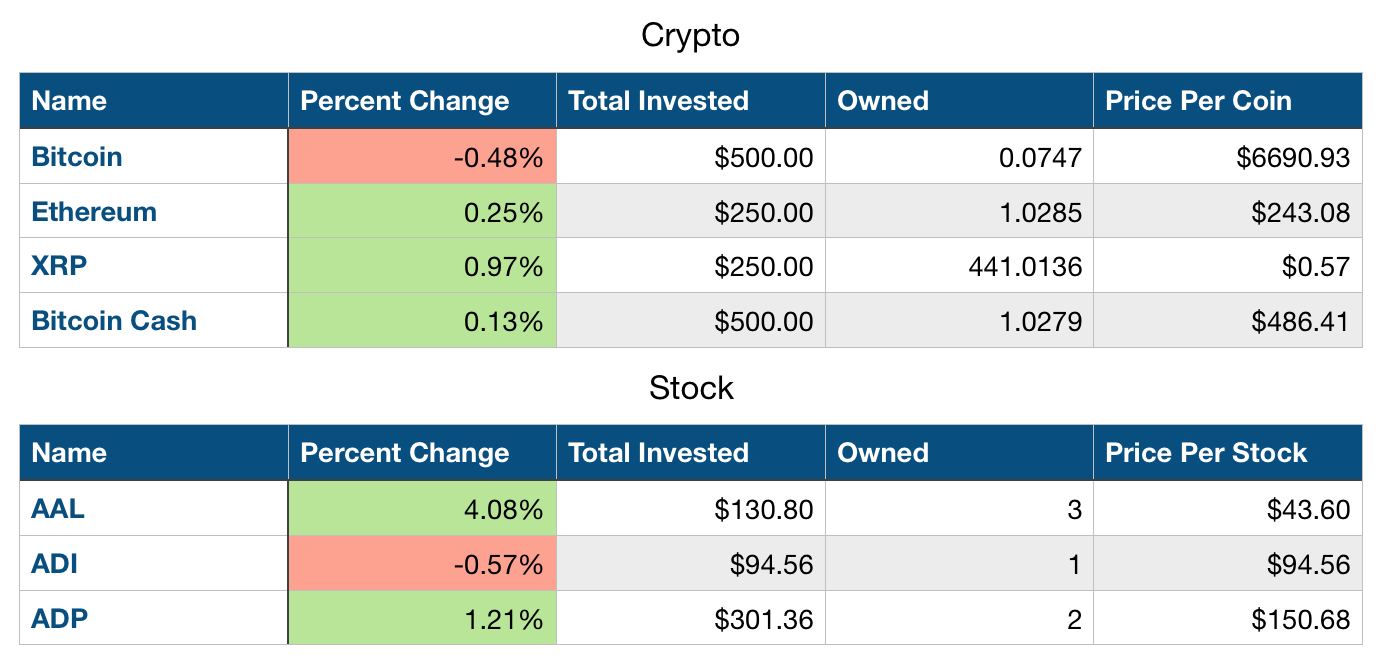 Crypto
Name Percent Change Total Invested Owned Price Per Coin
Bitcoin -0.48% $500.00 0.0747 $6690.93
Ethereum 0.25% $250.00 1.0285 $243.08
XRP 0.97% $250.00 441.0136 $0.57
Bitcoin Cash 0.13% $500.00 1.0279 $486.41
Stock
Name Percent Change Total Invested Owned Price Per Stock
AAL 4.08% $130.80 3 $43.60
ADI -0.57% $94.56 1 $94.56
ADP 1.21% $301.36 2 $150.68